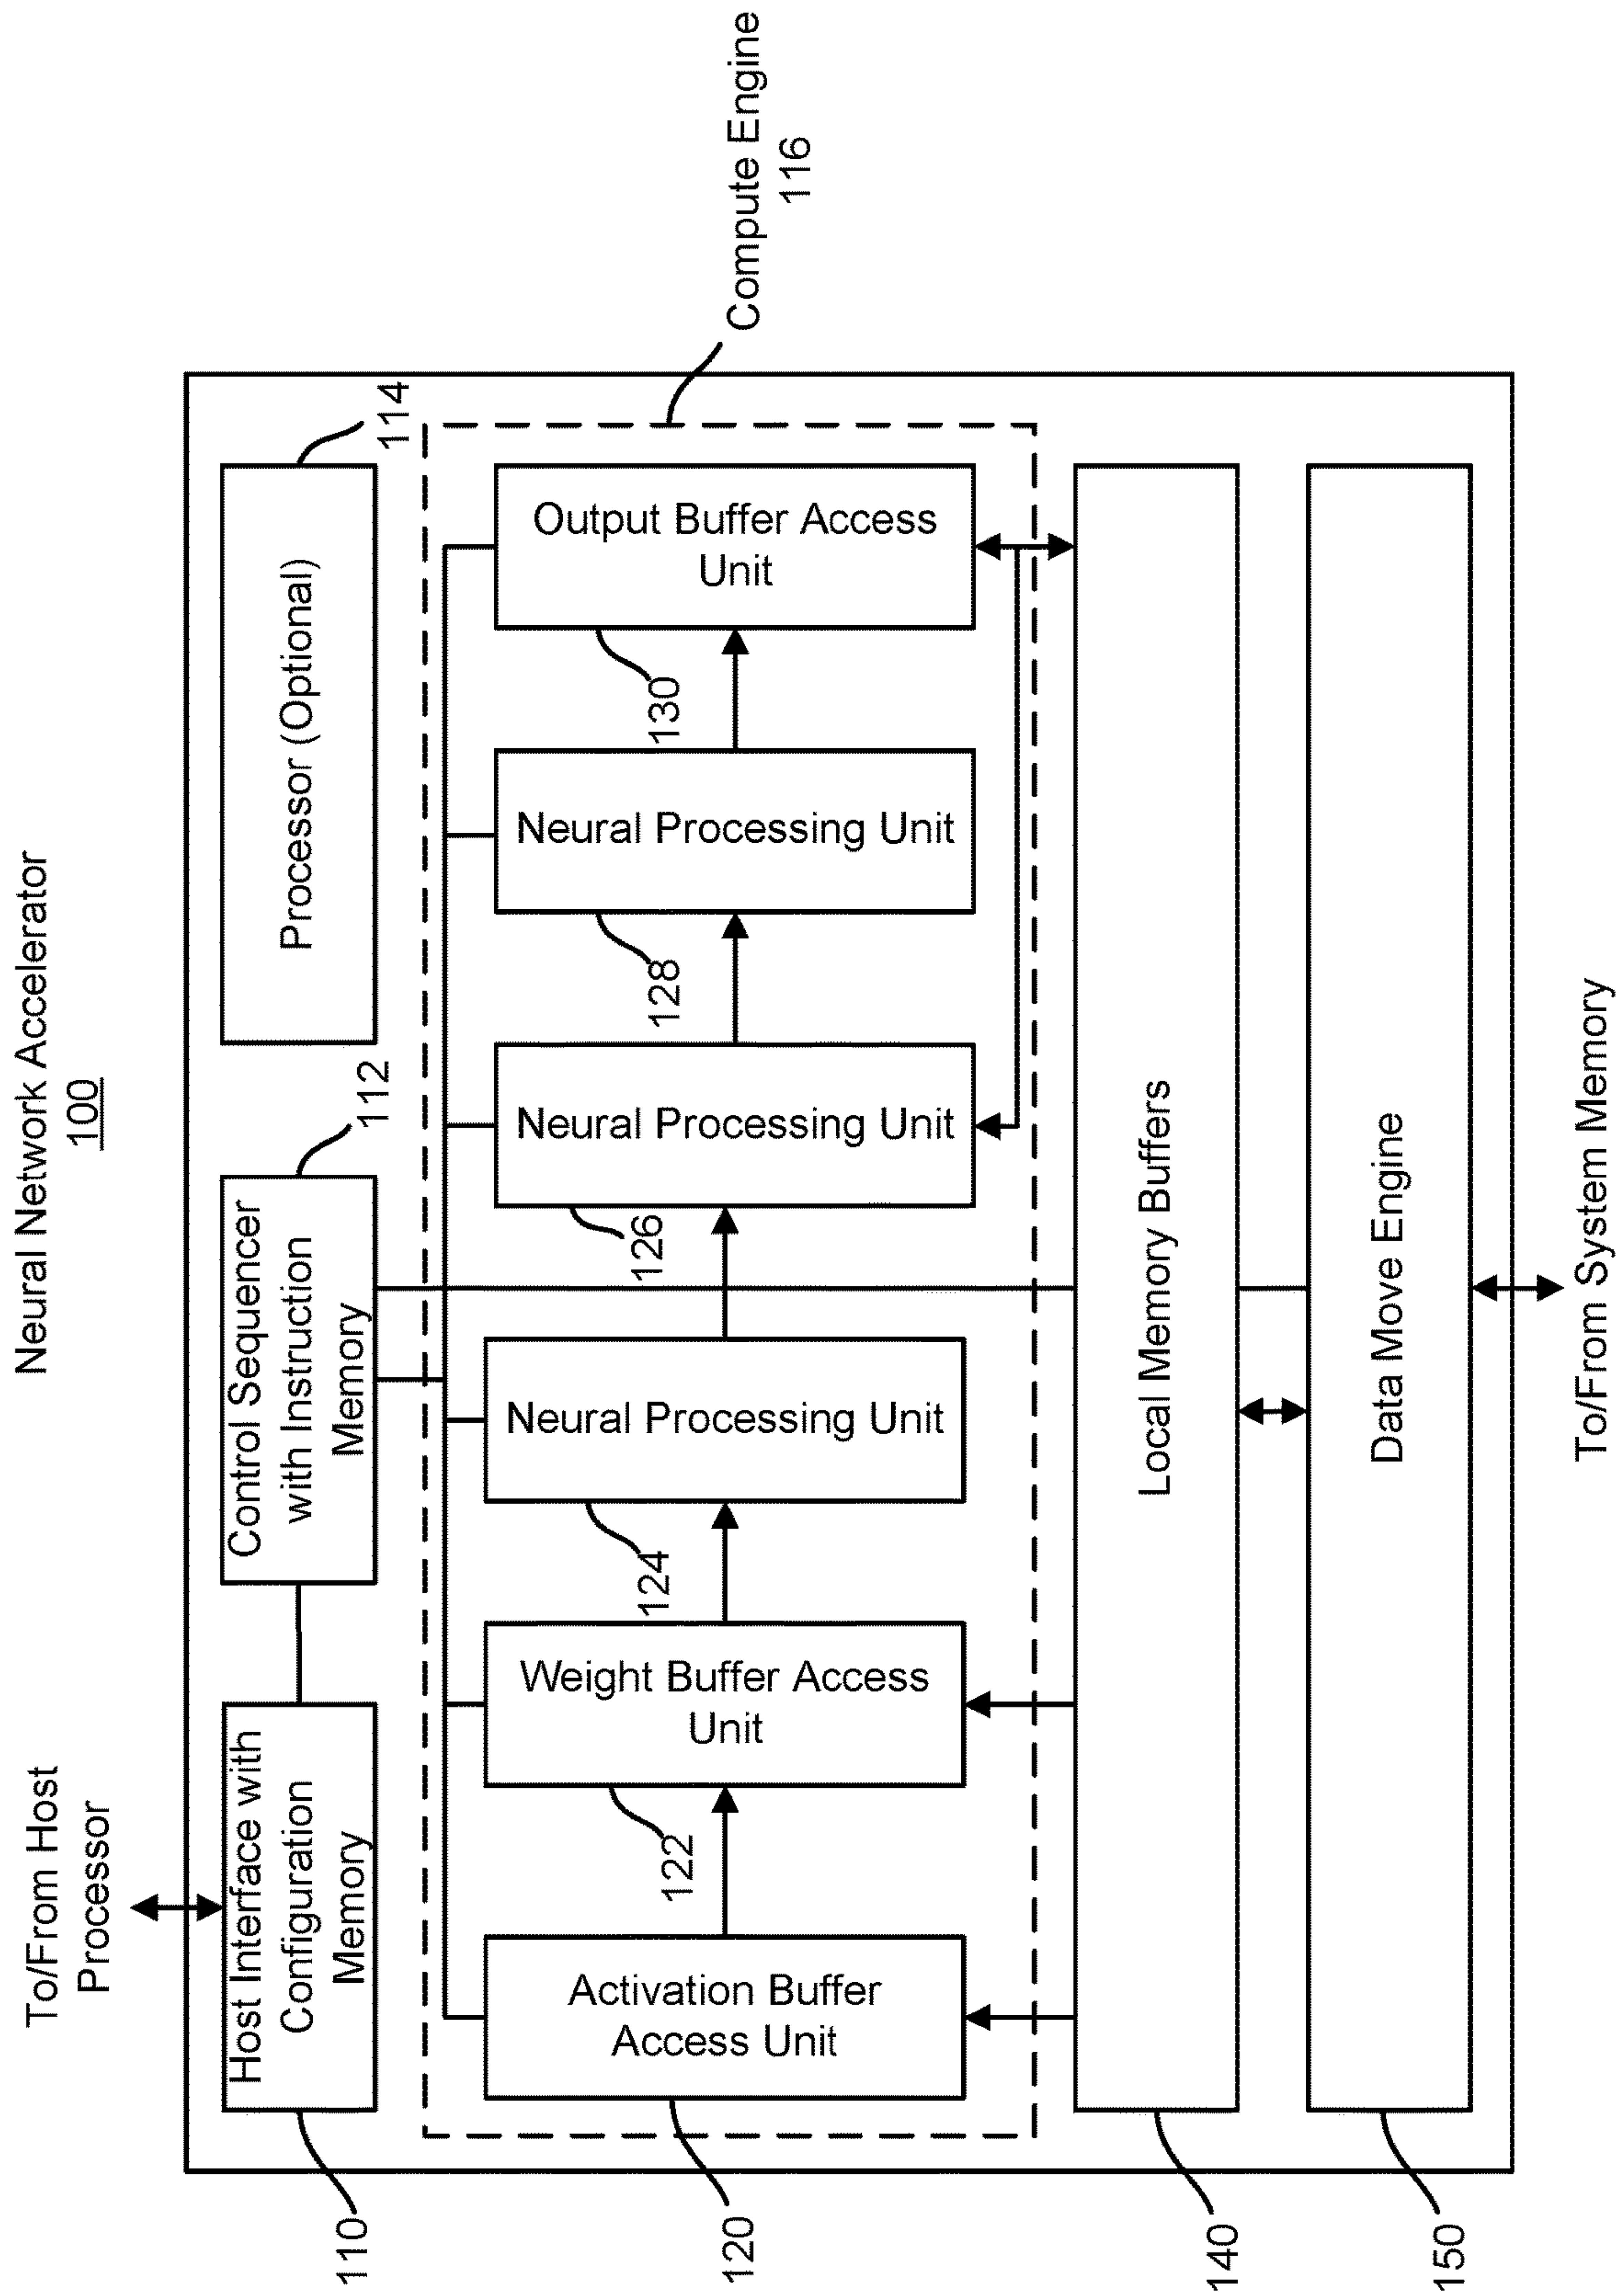 Neural Network Accelerator
100
To/From Host
Processor
Host Interface with
Configuration
Memory
110
Control Sequencer
with Instruction
Memory
112
Processor (Optional)
114
Compute Engine
116
Activation Buffer
Access Unit
120
Weight Buffer Access
Unit
122
Neural Processing Unit
124
Neural Processing Unit
126
Neural Processing Unit
128
Output Buffer Access
Unit
130
Local Memory Buffers
140
Data Move Engine
150
To/From System Memory